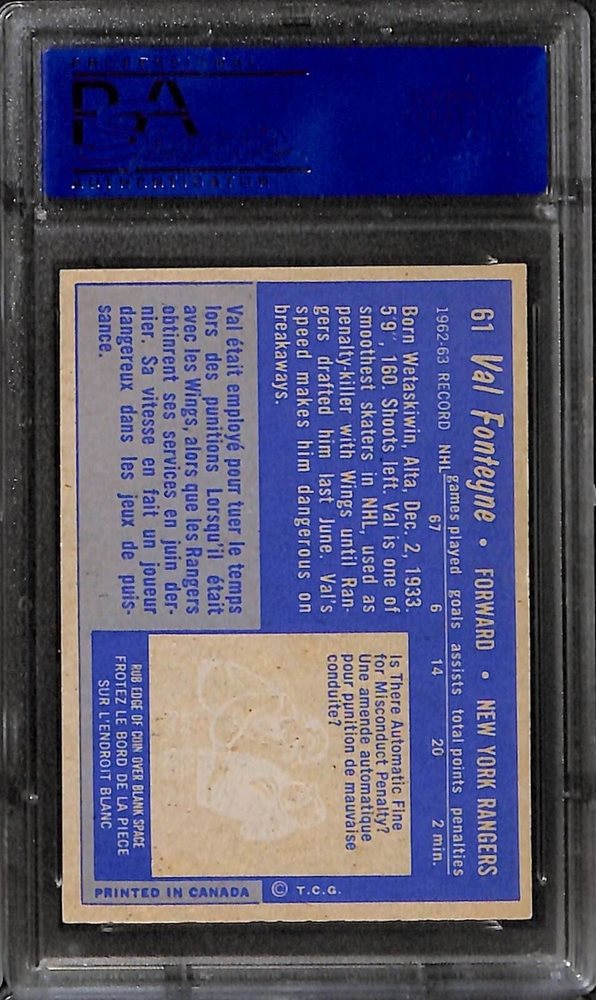 PSA
61 Val Fonteyne • FORWARD • NEW YORK RANGERS
games played goals assists total points penalties
1962-63 RECORD NHL 67 6 14 20 2 min.
Born Wetaskiwin, Alta, Dec. 2, 1933.
5'9", 160. Shoots left. Val is one of
smoothest skaters in NHL, used as
penalty-killer with Wings until Ran-
gers drafted him last June. Val's
speed makes him dangerous on
breakaways.
Val était employé pour tuer le temps
lors des punitions Lorsqu'il était
avec les Wings, alors que les Rangers
obtinrent ses services en juin der-
nier. Sa vitesse en fait un joueur
dangereux dans les jeux de puis-
sance.
Is There Automatic Fine
for Misconduct Penalty?
Une amende automatique
pour punition de mauvaise
conduite?
RUB EDGE OF COIN OVER BLANK SPACE
FROTEZ LE BORD DE LA PIECE
SUR L'ENDROIT BLANC
PRINTED IN CANADA © T.C.G.